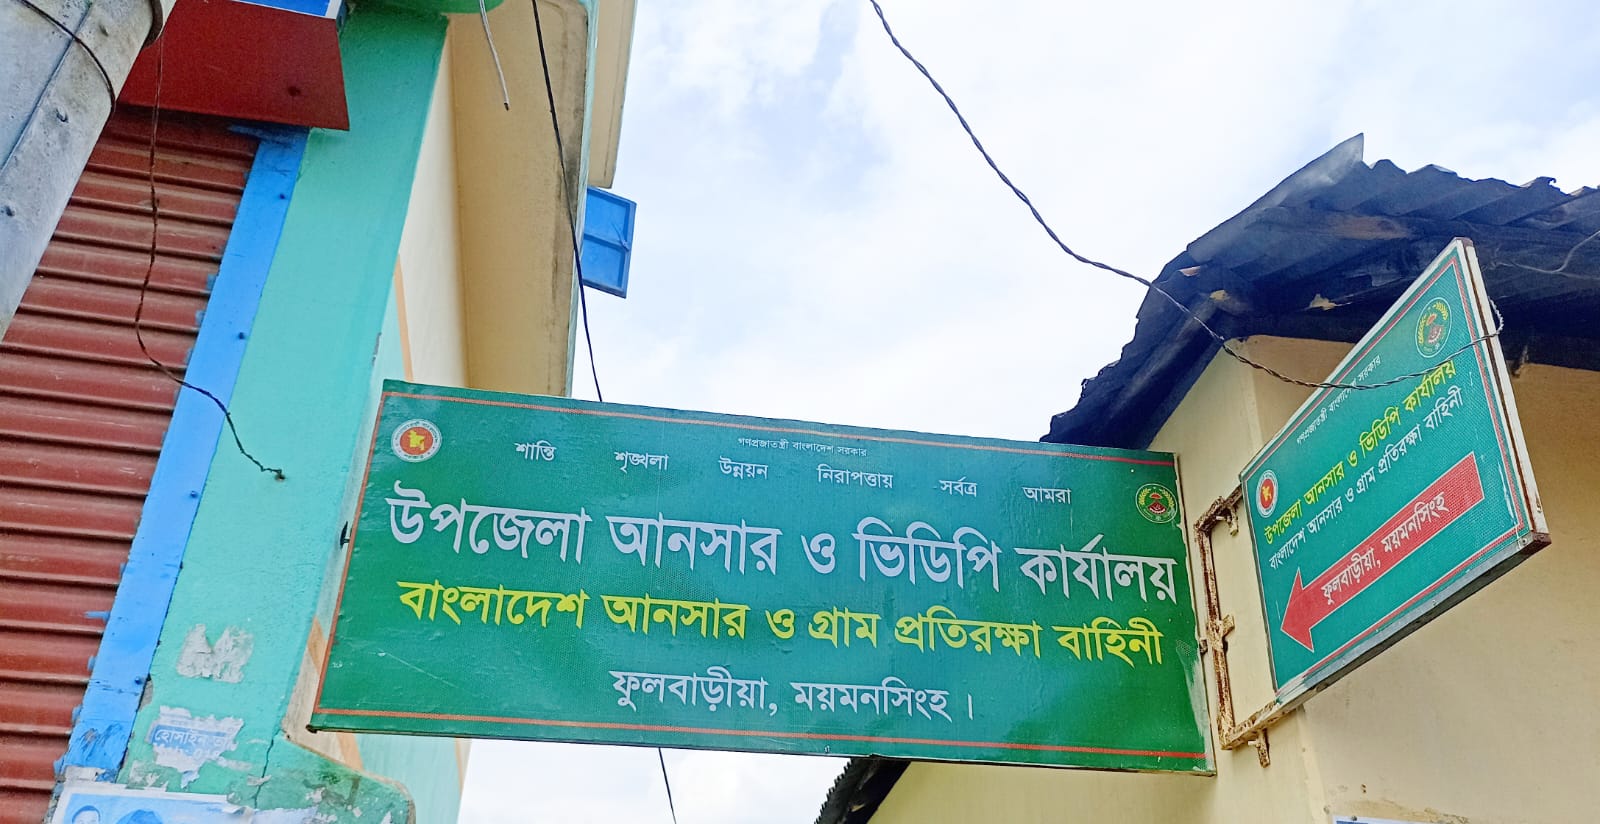 গণপ্রজাতন্ত্রী বাংলাদেশ সরকার
শান্তি শৃঙ্খলা উন্নয়ন নিরাপত্তায় সর্বত্র আমরা
উপজেলা আনসার ও ভিডিপি কার্যালয়
বাংলাদেশ আনসার ও গ্রাম প্রতিরক্ষা বাহিনী
ফুলবাড়ীয়া, ময়মনসিংহ।
গণপ্রজাতন্ত্রী বাংলাদেশ সরকার
উপজেলা আনসার ও ভিডিপি কার্যালয়
বাংলাদেশ আনসার ও গ্রাম প্রতিরক্ষা বাহিনী।
ফুলবাড়ীয়া, ময়মনসিংহ
হোসাইন